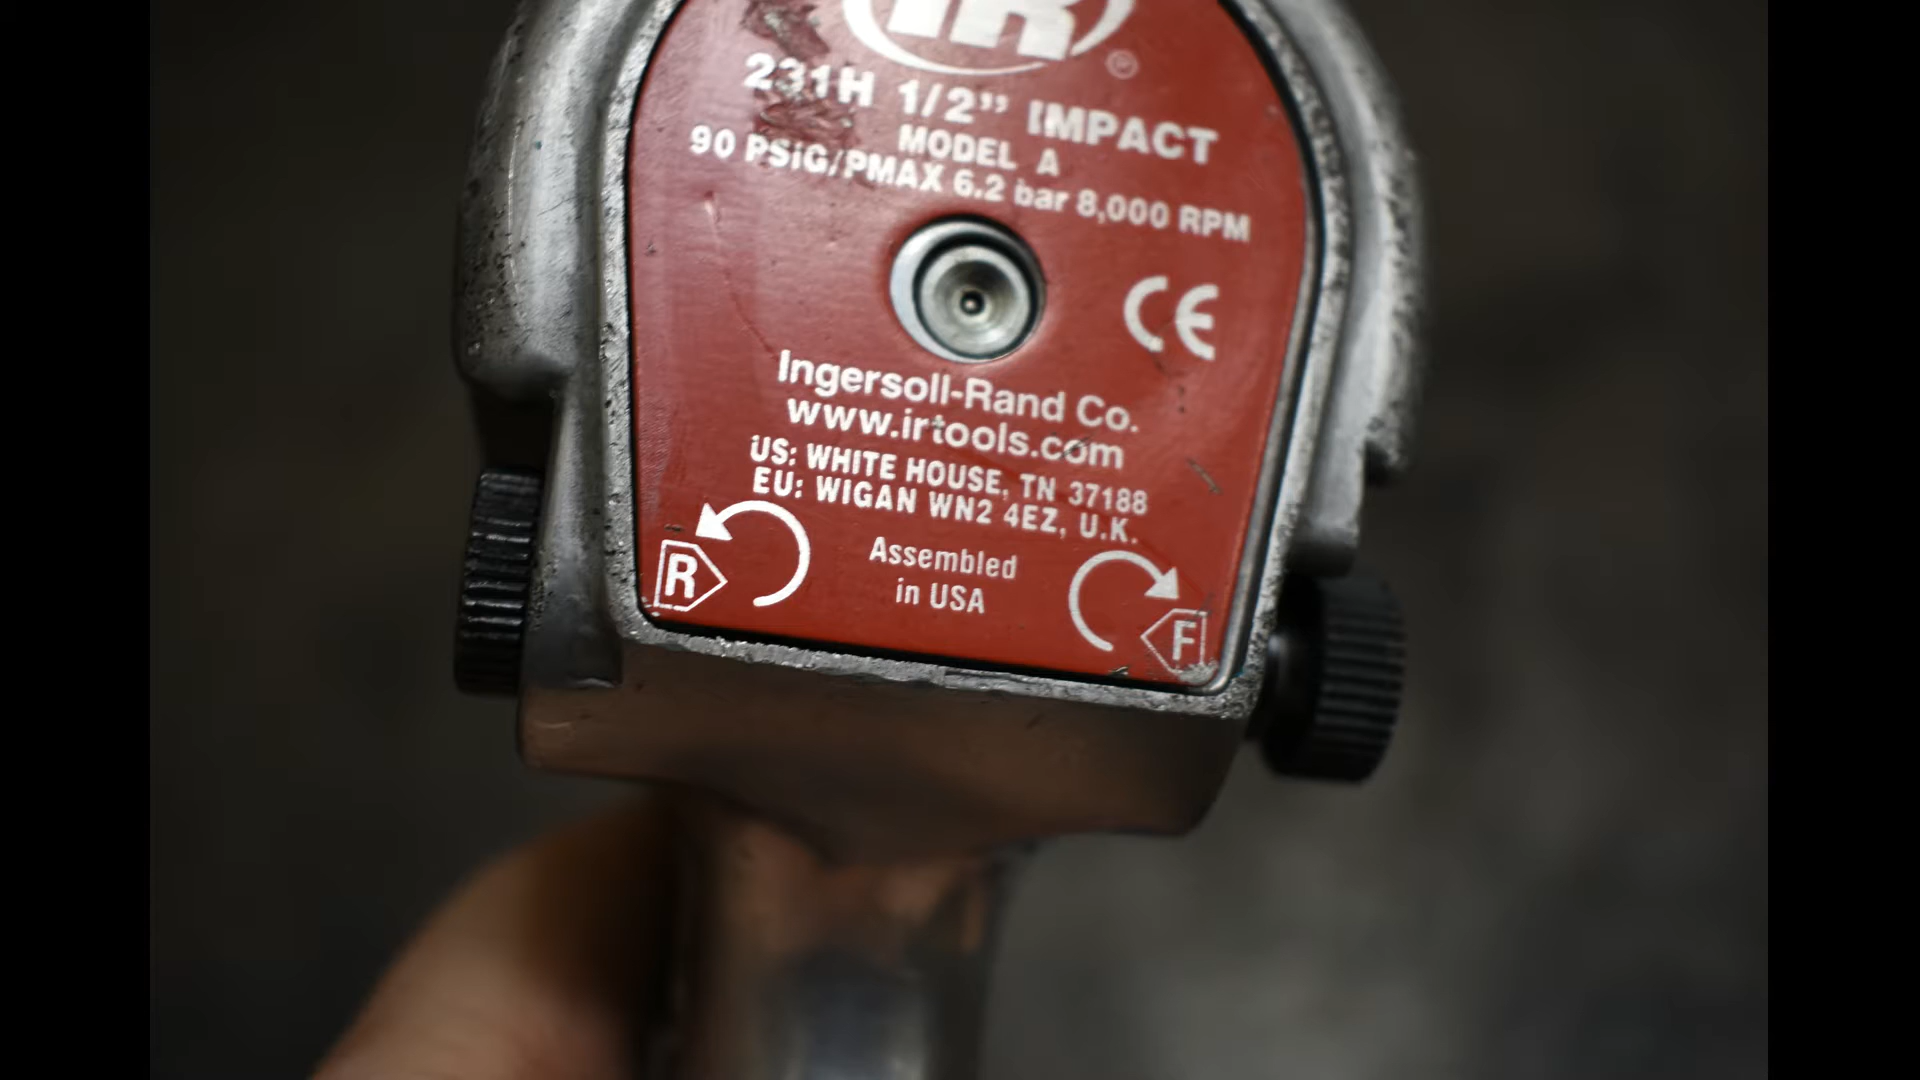 IR
®
231H 1/2” IMPACT
MODEL A
90 PSIG/PMAX 6.2 bar 8,000 RPM
CE
Ingersoll-Rand Co.
www.irtools.com
US: WHITE HOUSE, TN 37188
EU: WIGAN WN2 4EZ, U.K.
R
Assembled
in USA
F